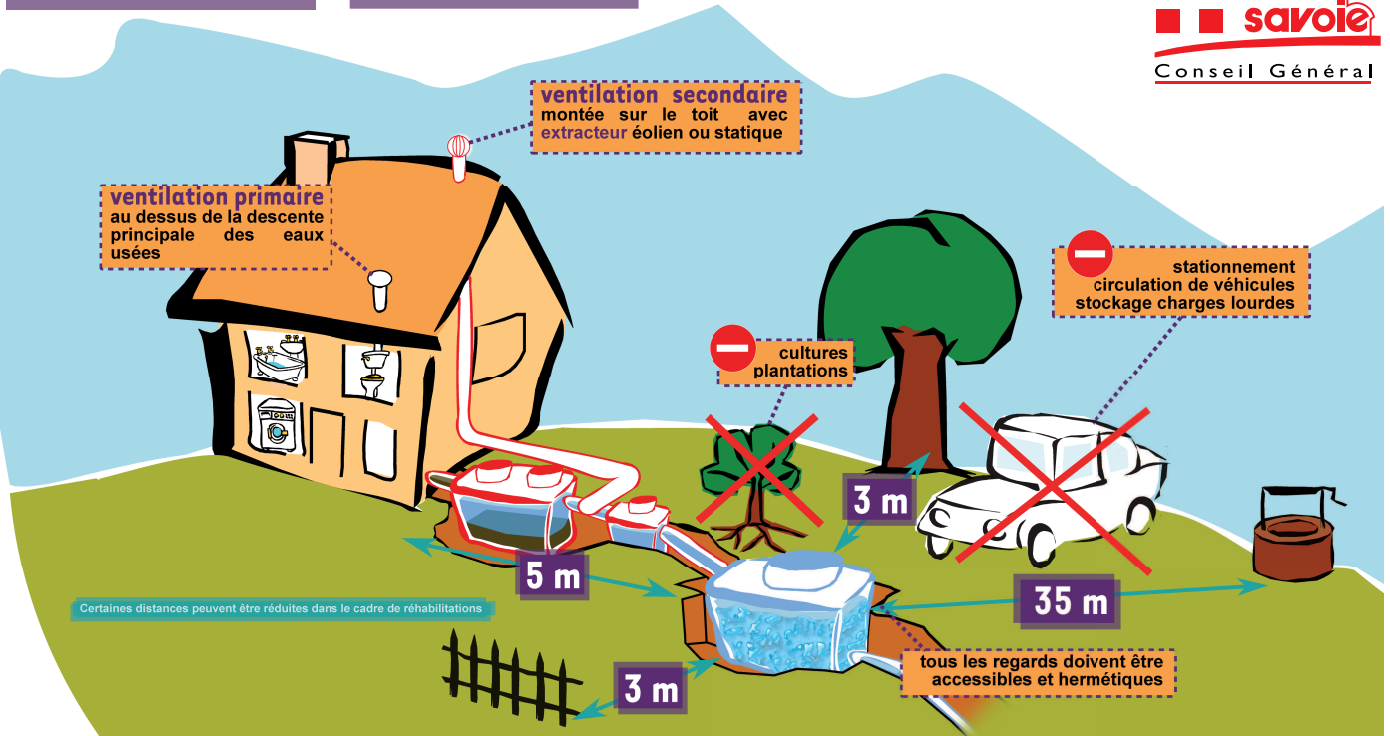 savoie
Conseil Général
ventilation secondaire
montée sur le toit avec
extracteur éolien ou statique
ventilation primaire
au dessus de la descente
principale des eaux
usées
stationnement
circulation de véhicules
stockage charges lourdes
cultures
plantations
3 m
5 m
35 m
Certaines distances peuvent être réduites dans le cadre de réhabilitations
tous les regards doivent être
accessibles et hermétiques
3 m